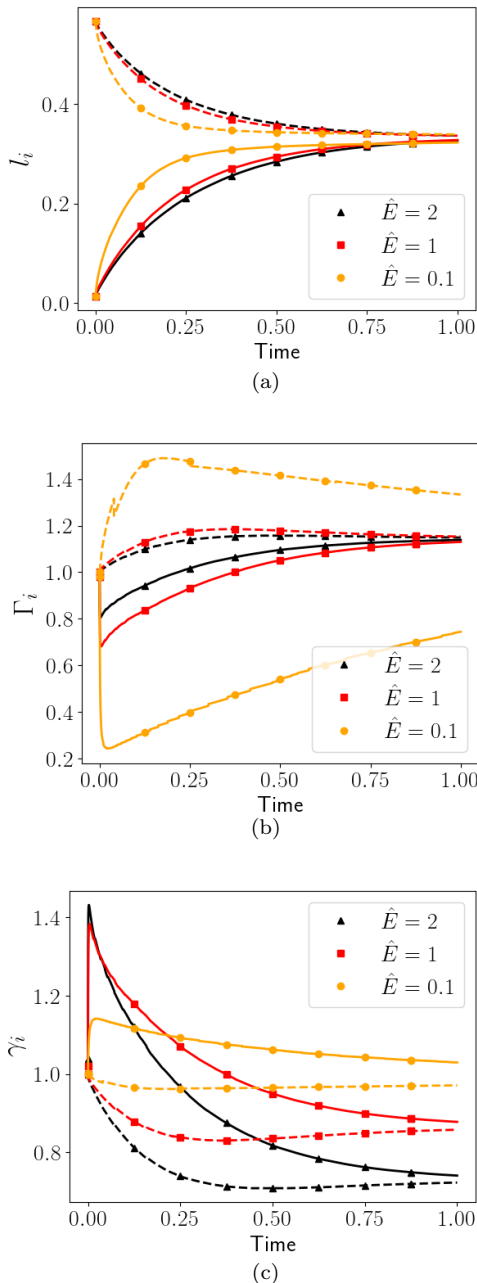 0.4
0.2
0.0
l_i
Ê = 2
Ê = 1
Ê = 0.1
0.00 0.25 0.50 0.75 1.00
Time
(a)
1.4
1.2
1.0
0.8
0.6
0.4
0.2
Γ_i
Ê = 2
Ê = 1
Ê = 0.1
0.00 0.25 0.50 0.75 1.00
Time
(b)
1.4
1.2
1.0
0.8
γ_i
Ê = 2
Ê = 1
Ê = 0.1
0.00 0.25 0.50 0.75 1.00
Time
(c)